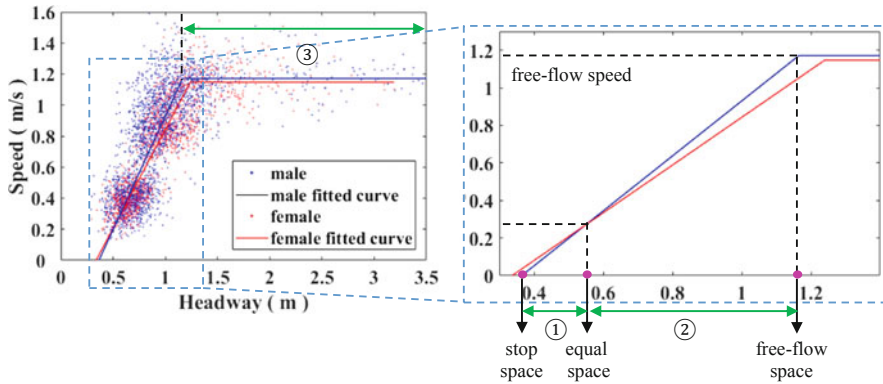 1.6
1.4
1.2
1
0.8
0.6
0.4
0.2
0
Speed ( m/s )
0 0.5 1 1.5 2 2.5 3 3.5
Headway ( m )
③
male
male fitted curve
female
female fitted curve
1.2
1
0.8
0.6
0.4
0.2
0
free-flow speed
0.4 0.6 0.8 1 1.2
① ②
stop equal free-flow
space space space